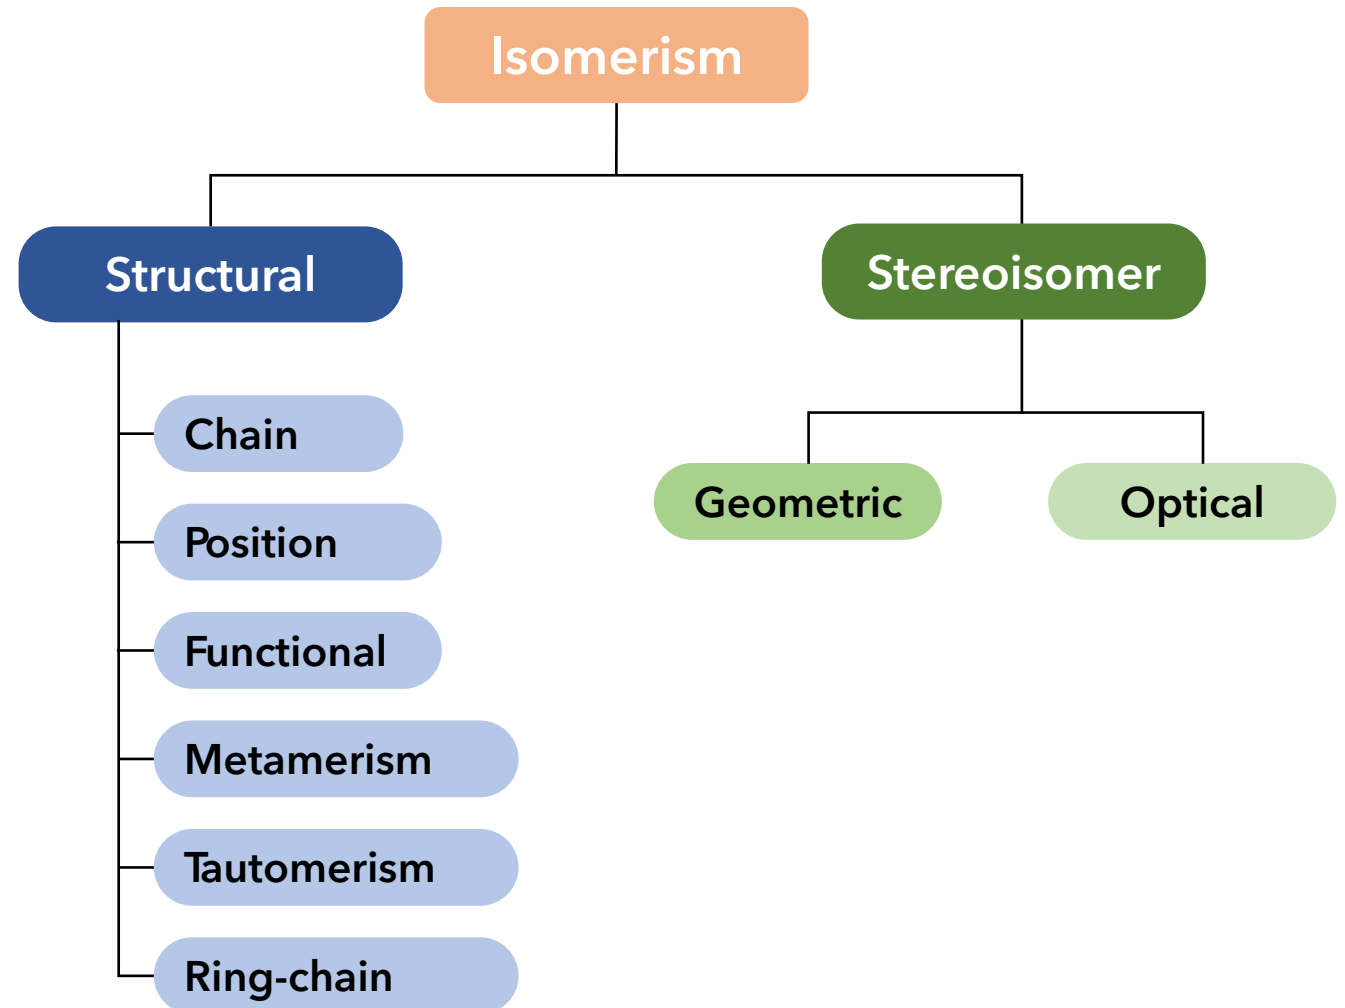 Isomerism
Structural
Stereoisomer
Chain
Position
Functional
Metamerism
Tautomerism
Ring-chain
Geometric
Optical